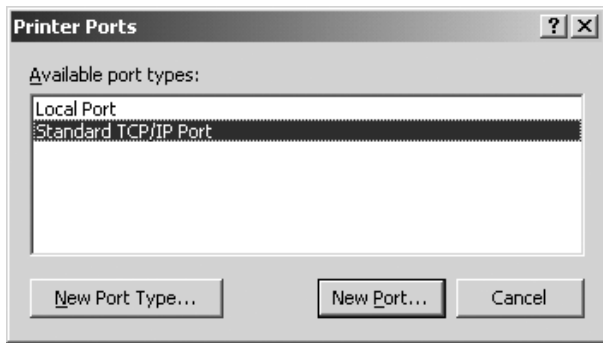 Printer Ports
Available port types:
Local Port
Standard TCP/IP Port
New Port Type... New Port... Cancel